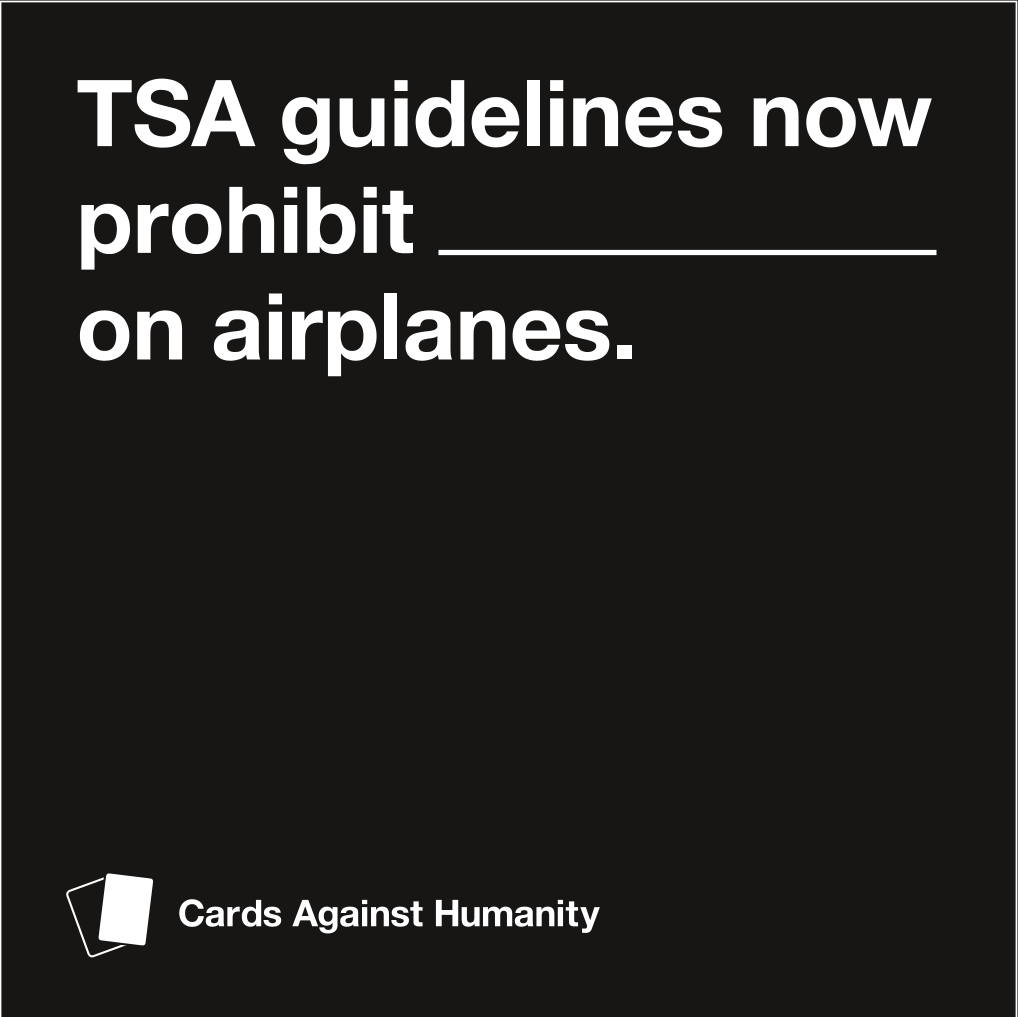 TSA guidelines now
prohibit __________
on airplanes.
Cards Against Humanity